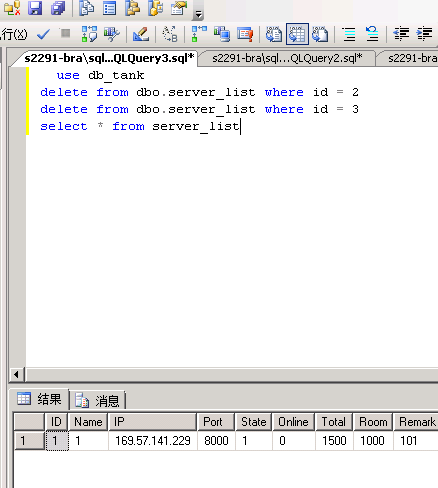 行(X)
s2291-bra\sql...QLQuery3.sql* s2291-bra\sql...QLQuery2.sql* s2291-bra
use db_tank
delete from dbo.server_list where id = 2
delete from dbo.server_list where id = 3
select * from server_list
结果 消息
ID Name IP Port State Online Total Room Remark
1 1 1 169.57.141.229 8000 1 0 1500 1000 101